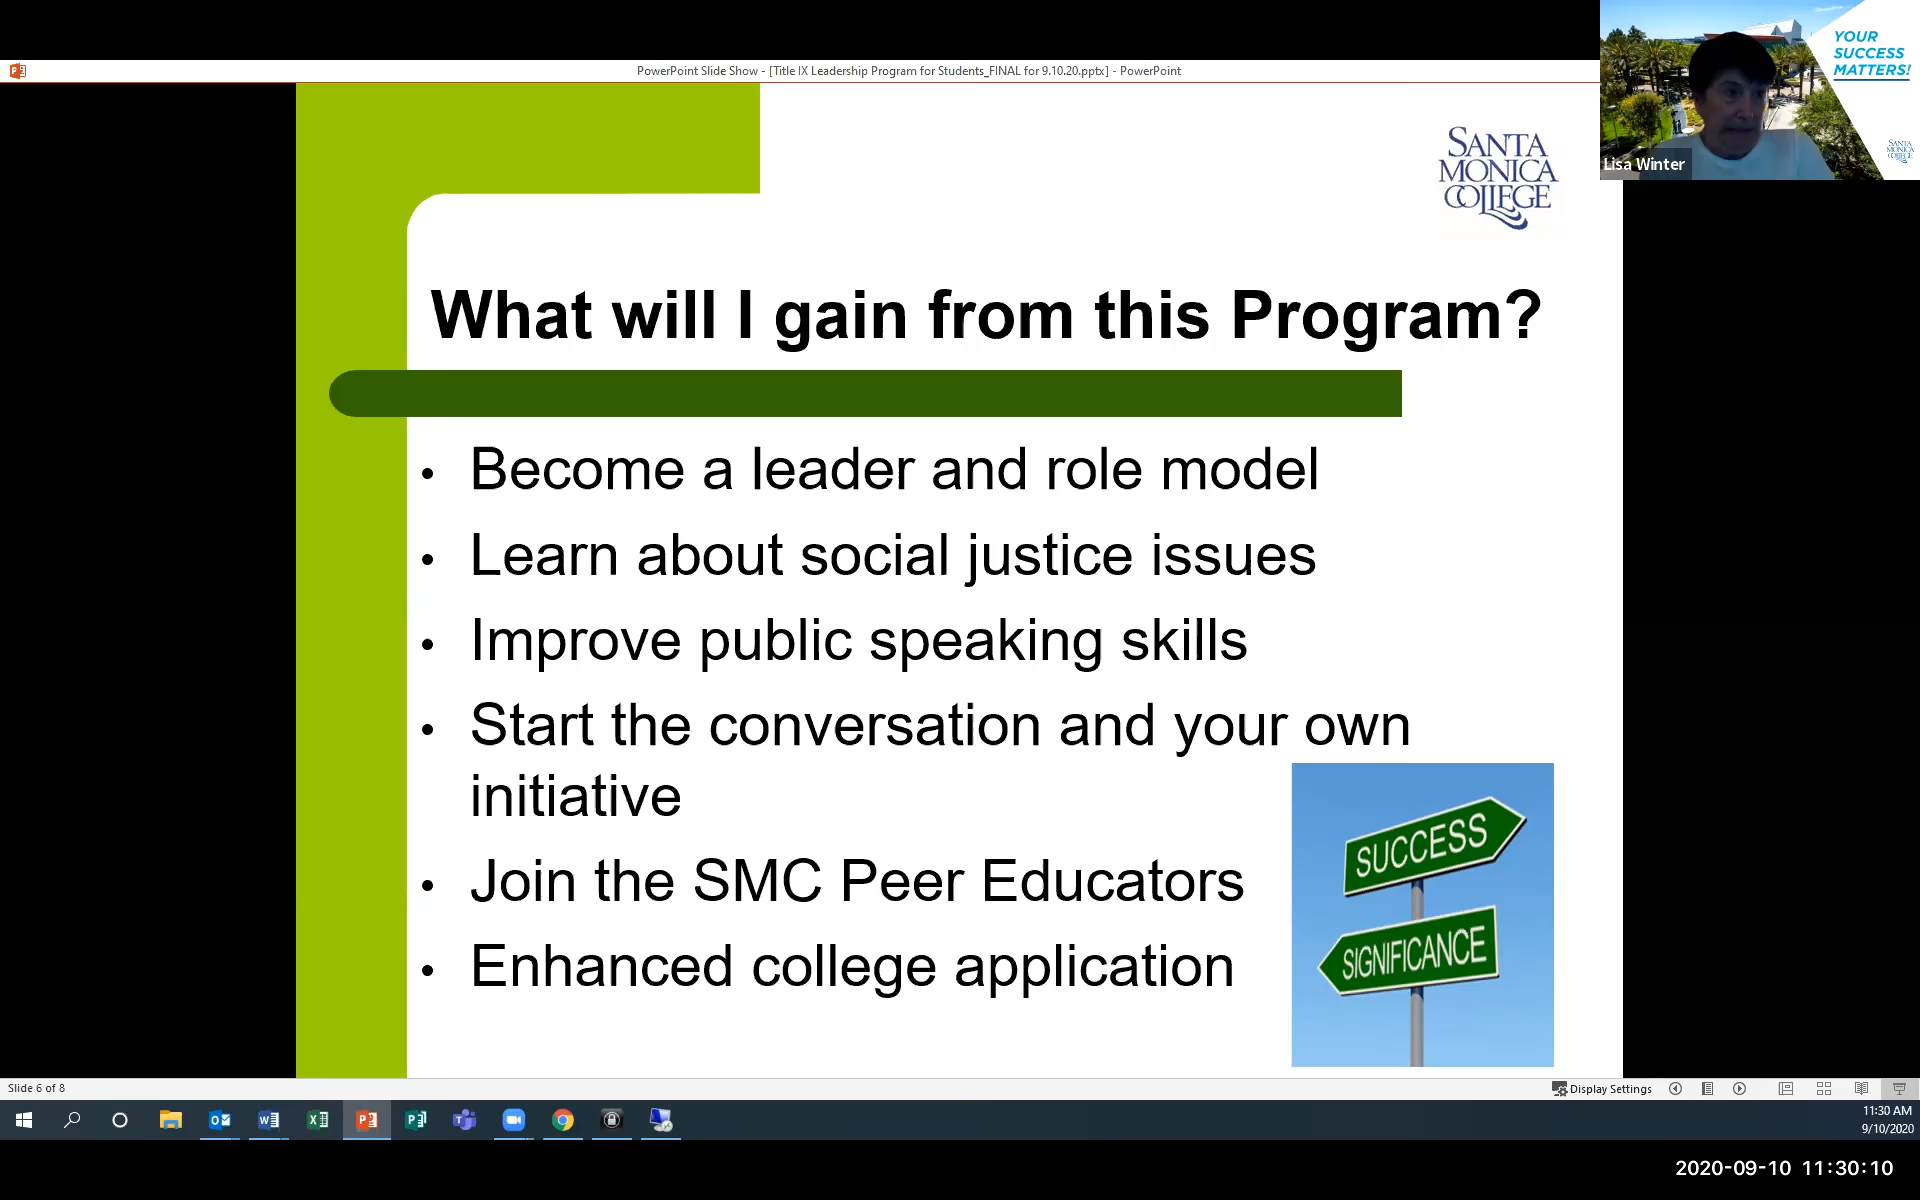 PowerPoint Slide Show - [Title IX Leadership Program for Students_FINAL for 9.10.20.pptx] - PowerPoint
YOUR
SUCCESS
MATTERS!
SANTA
MONICA
COLLEGE
Lisa Winter
SANTA
MONICA
COLLEGE
What will I gain from this Program?
• Become a leader and role model
• Learn about social justice issues
• Improve public speaking skills
• Start the conversation and your own
initiative
• Join the SMC Peer Educators
• Enhanced college application
SUCCESS
SIGNIFICANCE
Slide 6 of 8
Display Settings
11:30 AM
9/10/2020
2020-09-10 11:30:10